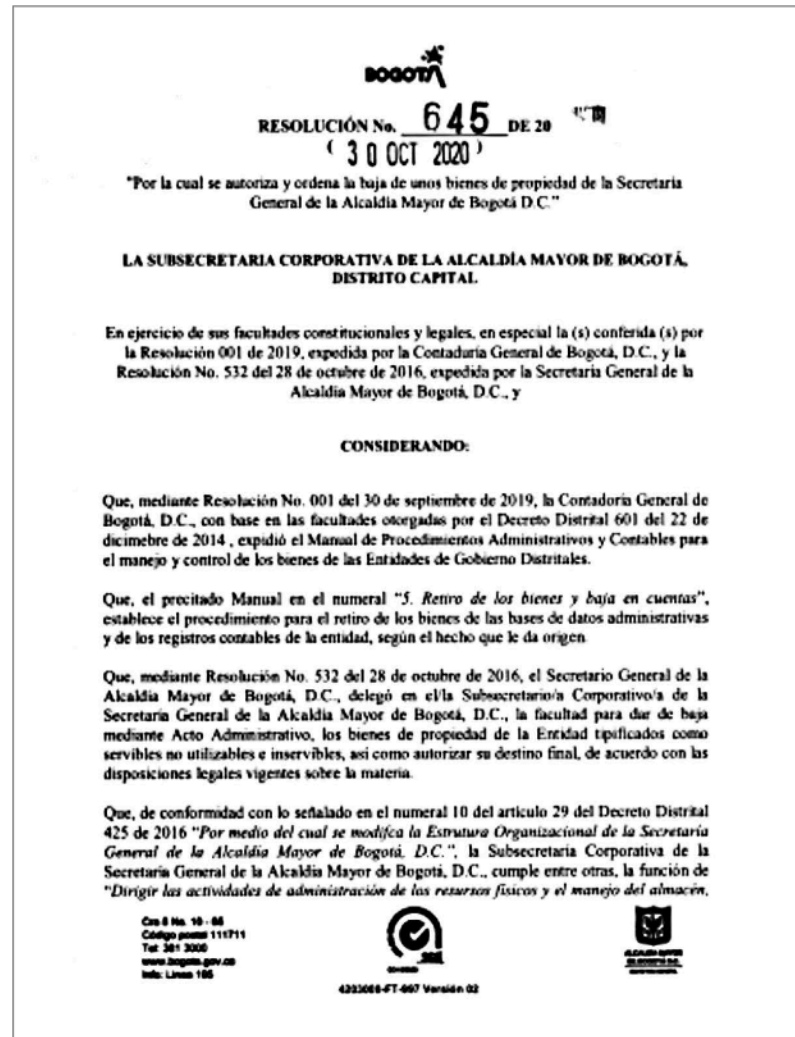 BOGOTÁ
RESOLUCIÓN No. 645 DE 20
( 30 OCT 2020 )
"Por la cual se autoriza y ordena la baja de unos bienes de propiedad de la Secretaría
General de la Alcaldía Mayor de Bogotá D.C."
LA SUBSECRETARIA CORPORATIVA DE LA ALCALDÍA MAYOR DE BOGOTÁ,
DISTRITO CAPITAL
En ejercicio de sus facultades constitucionales y legales, en especial la (s) conferida (s) por
la Resolución 001 de 2019, expedida por la Contaduría General de Bogotá, D.C., y la
Resolución No. 532 del 28 de octubre de 2016, expedida por la Secretaría General de la
Alcaldía Mayor de Bogotá, D.C., y
CONSIDERANDO:
Que, mediante Resolución No. 001 del 30 de septiembre de 2019, la Contadoria General de
Bogotá, D.C., con base en las facultades otorgadas por el Decreto Distrital 601 del 22 de
dicimebre de 2014 , expidió el Manual de Procedimientos Administrativos y Contables para
el manejo y control de los bienes de las Entidades de Gobierno Distritales.
Que, el precitado Manual en el numeral "5. Retiro de los bienes y baja en cuentas",
establece el procedimiento para el retiro de los bienes de las bases de datos administrativas
y de los registros contables de la entidad, según el hecho que le da origen
Que, mediante Resolución No. 532 del 28 de octubre de 2016, el Secretario General de la
Alcaldía Mayor de Bogotá, D.C., delegó en el/la Subsecretario/a Corporativo/a de la
Secretaría General de la Alcaldía Mayor de Bogotá, D.C., la facultad para dar de baja
mediante Acto Administrativo, los bienes de propiedad de la Entidad tipificados como
servibles no utilizables e inservibles, así como autorizar su destino final, de acuerdo con las
disposiciones legales vigentes sobre la materia.
Que, de conformidad con lo señalado en el numeral 10 del artículo 29 del Decreto Distrital
425 de 2016 "Por medio del cual se modifca la Estrutura Organizacional de la Secretaría
General de la Alcaldía Mayor de Bogotá, D.C.", la Subsecretaría Corporativa de la
Secretaría General de la Alcaldía Mayor de Bogotá, D.C., cumple entre otras, la función de
"Dirigir las actividades de administración de los resursos físicos y el manejo del almacén,
Cra 8 No. 10 - 65
Código postal 111711
Tel: 381 3000
www.bogota.gov.co
Info: Linea 195
ALCALDÍA MAYOR
DE BOGOTÁ D.C.
4233000-FT-997 Versión 02